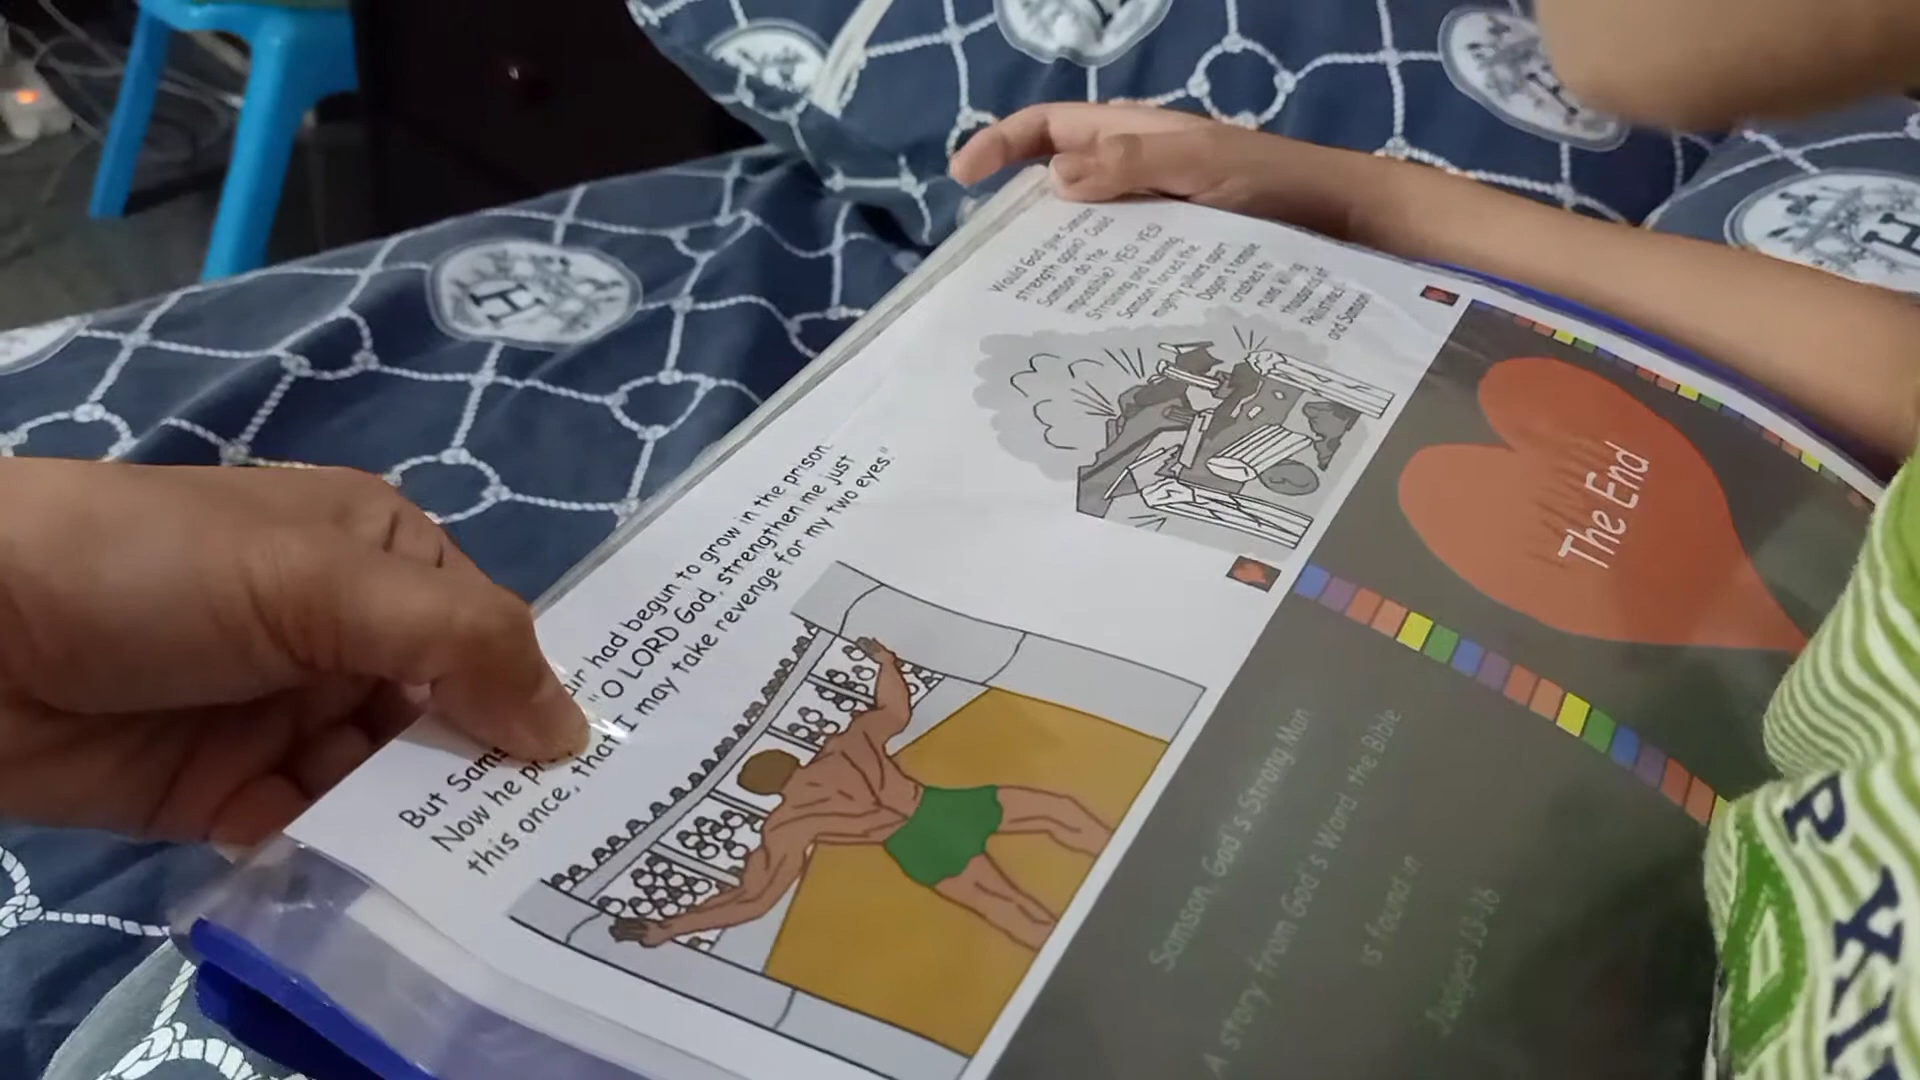 But Sams ir had begun to grow in the prison.
Now he pr "O LORD God, strengthen me just
this once, that I may take revenge for my two eyes."
Would God give Samson
strength again? Could
Samson do the
impossible? YES! YES!
Straining and heaving,
Samson forced the
mighty pillars apart
Dagon's temple
crashed to
ruins killing
thousands of
Philistines-
and Samson
The End
Samson, God's Strong Man
A story from God's Word, the Bible
is found in
Judges 13-16
H
H
H
P